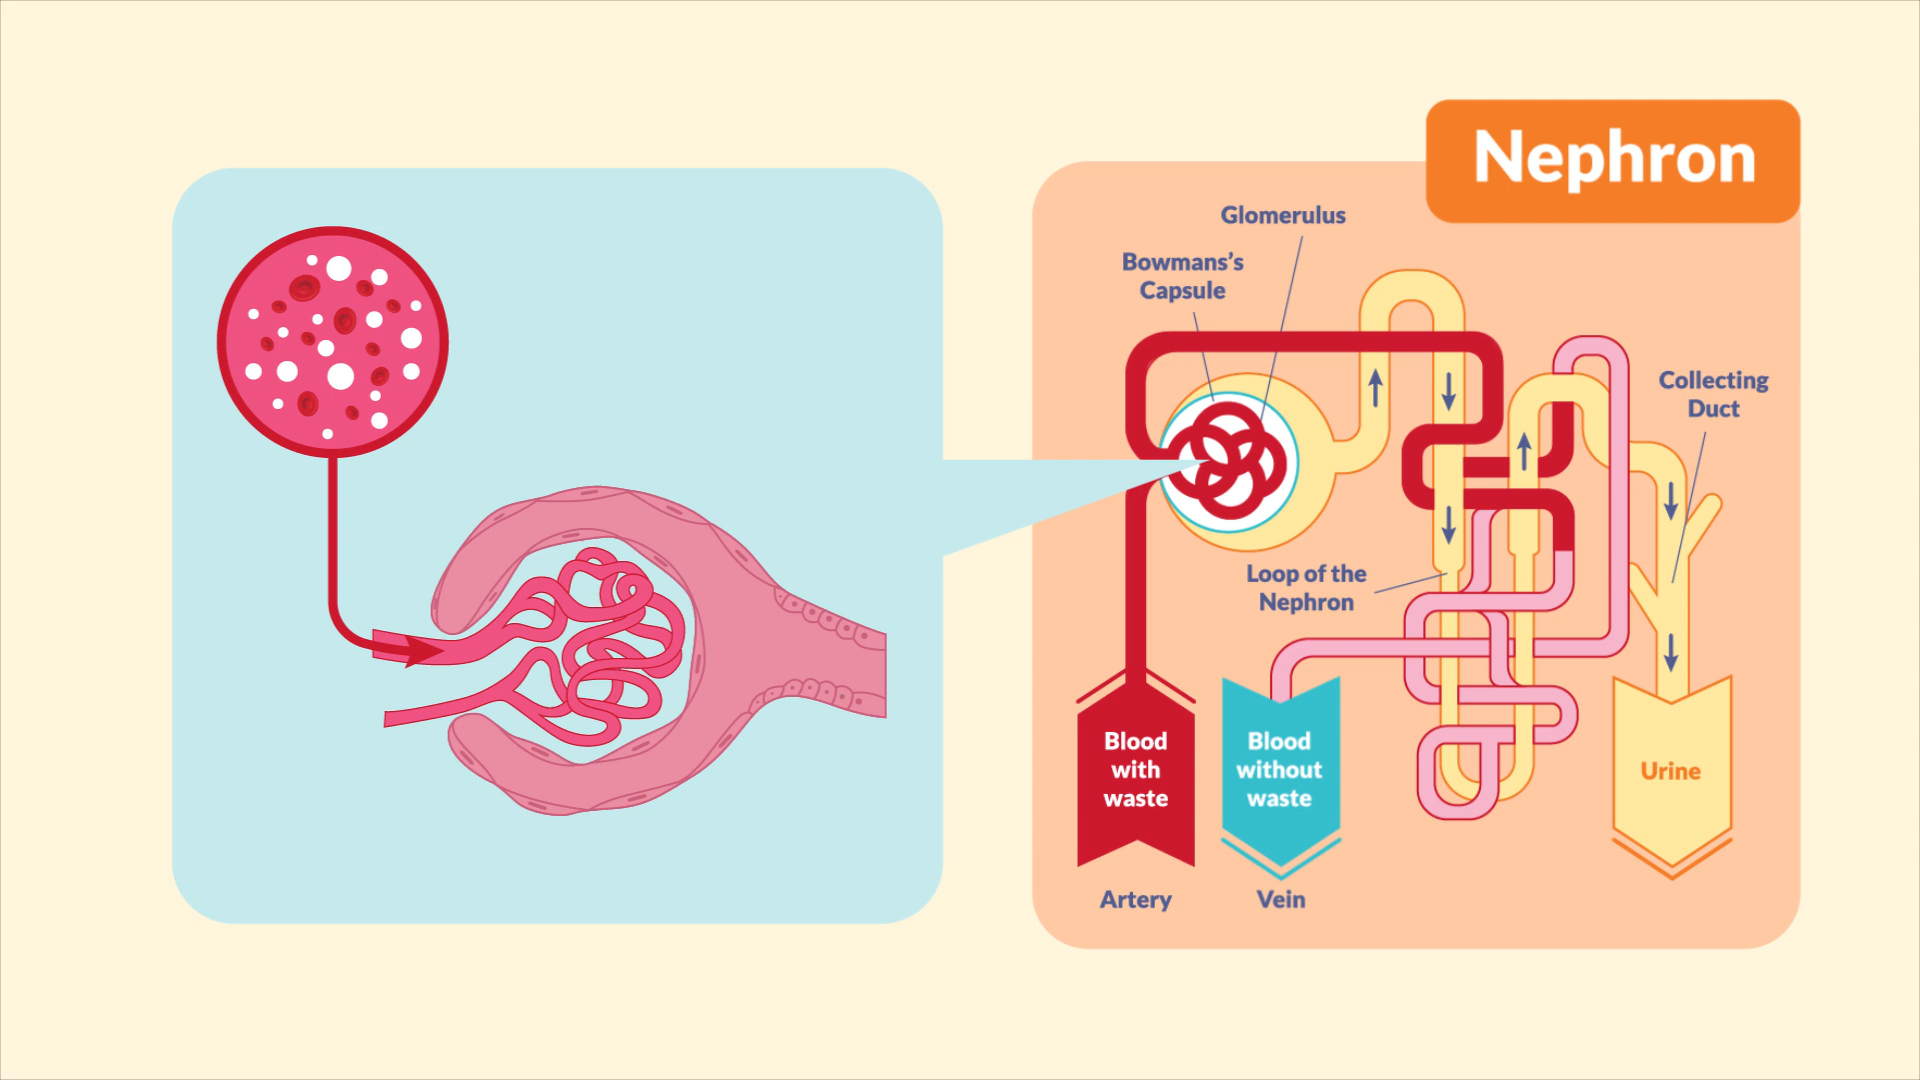 Nephron
Glomerulus
Bowmans's
Capsule
Collecting
Duct
Loop of the
Nephron
Blood
with
waste
Blood
without
waste
Urine
Artery
Vein